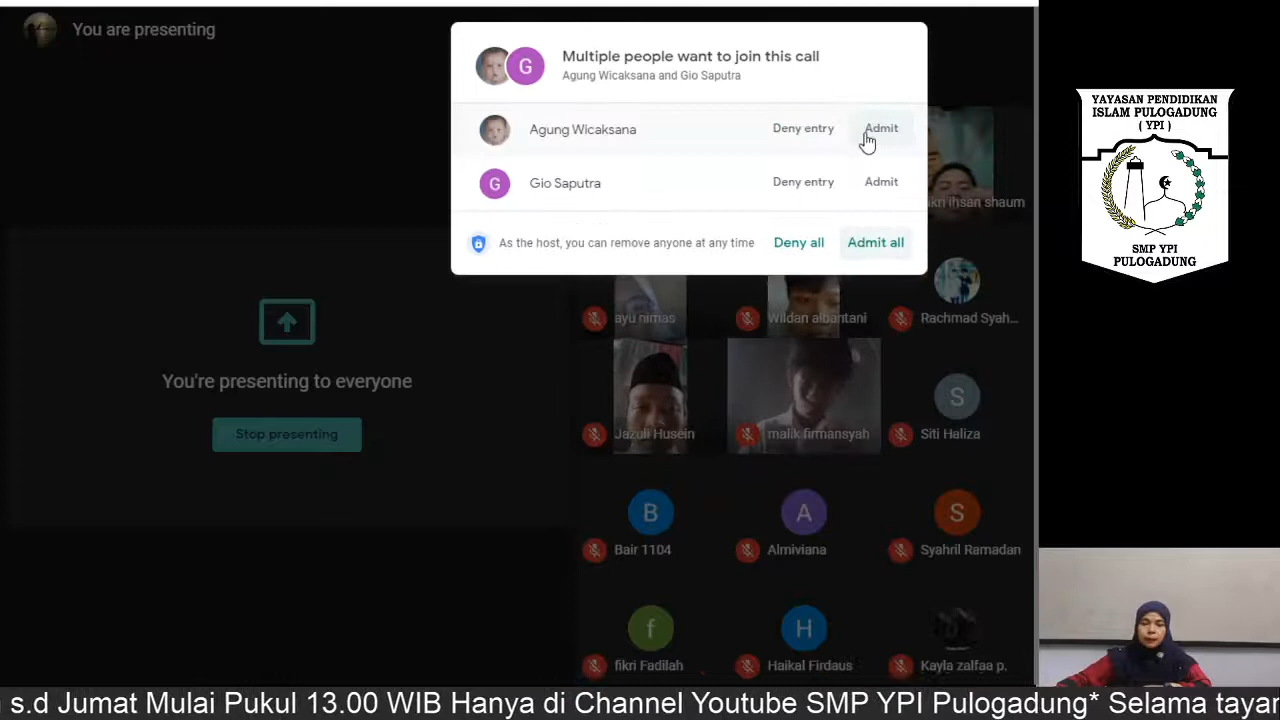 You are presenting
G
Multiple people want to join this call
Agung Wicaksana and Gio Saputra
Agung Wicaksana
Deny entry
Admit
G
Gio Saputra
Deny entry
Admit
As the host, you can remove anyone at any time
Deny all
Admit all
ikri ihsan shaum
ayu nimas
Wildan albantani
Rachmad Syah...
You're presenting to everyone
Stop presenting
Jazuli Husein
malik firmansyah
S
Siti Haliza
B
Bair 1104
A
Almiviana
S
Syahril Ramadan
f
fikri Fadilah
H
Haikal Firdaus
Kayla zalfaa p.
YAYASAN PENDIDIKAN
ISLAM PULOGADUNG
( YPI )
SMP YPI
PULOGADUNG
s.d Jumat Mulai Pukul 13.00 WIB Hanya di Channel Youtube SMP YPI Pulogadung* Selama tayar